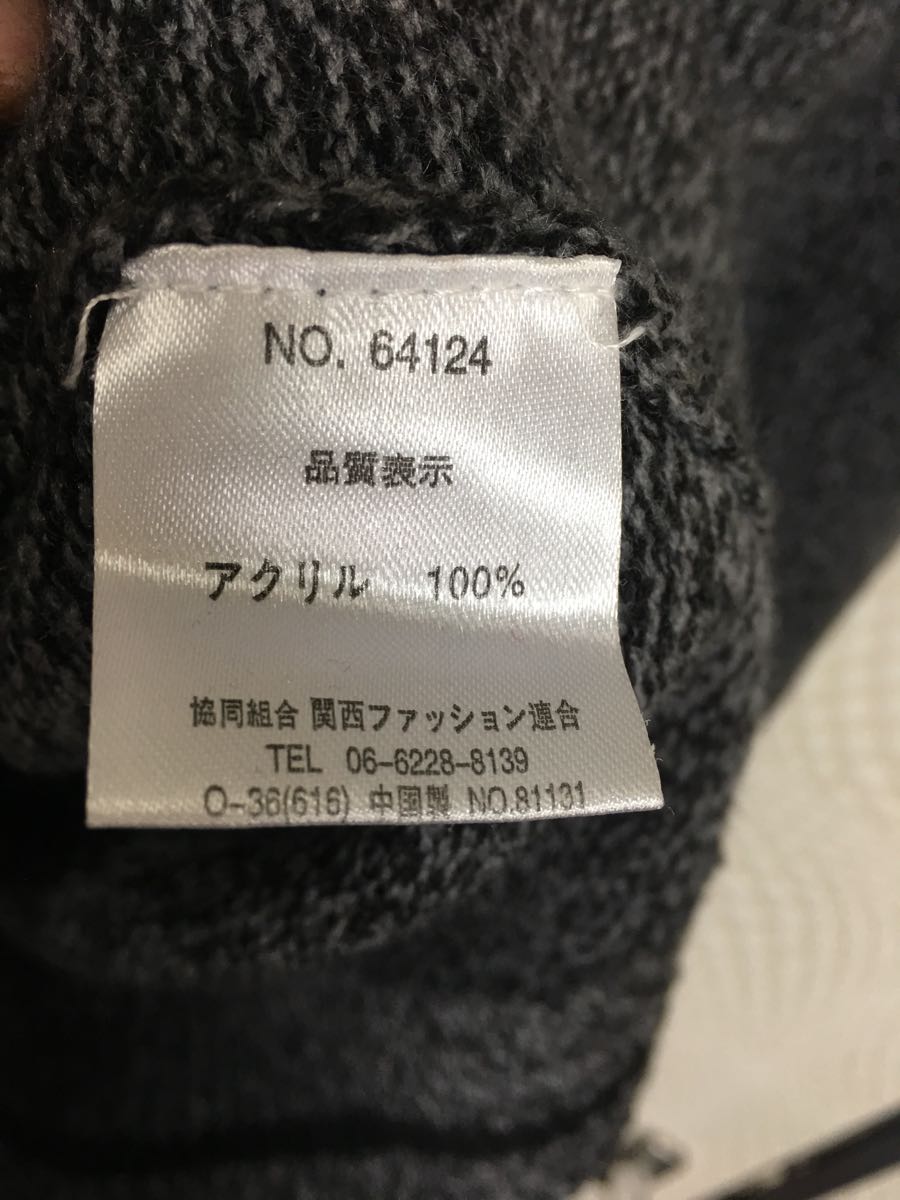 NO. 64124
品質表示
アクリル 100%
協同組合 関西ファッション連合
TEL 06-6228-8139
O-36(616) 中国製 NO.81131